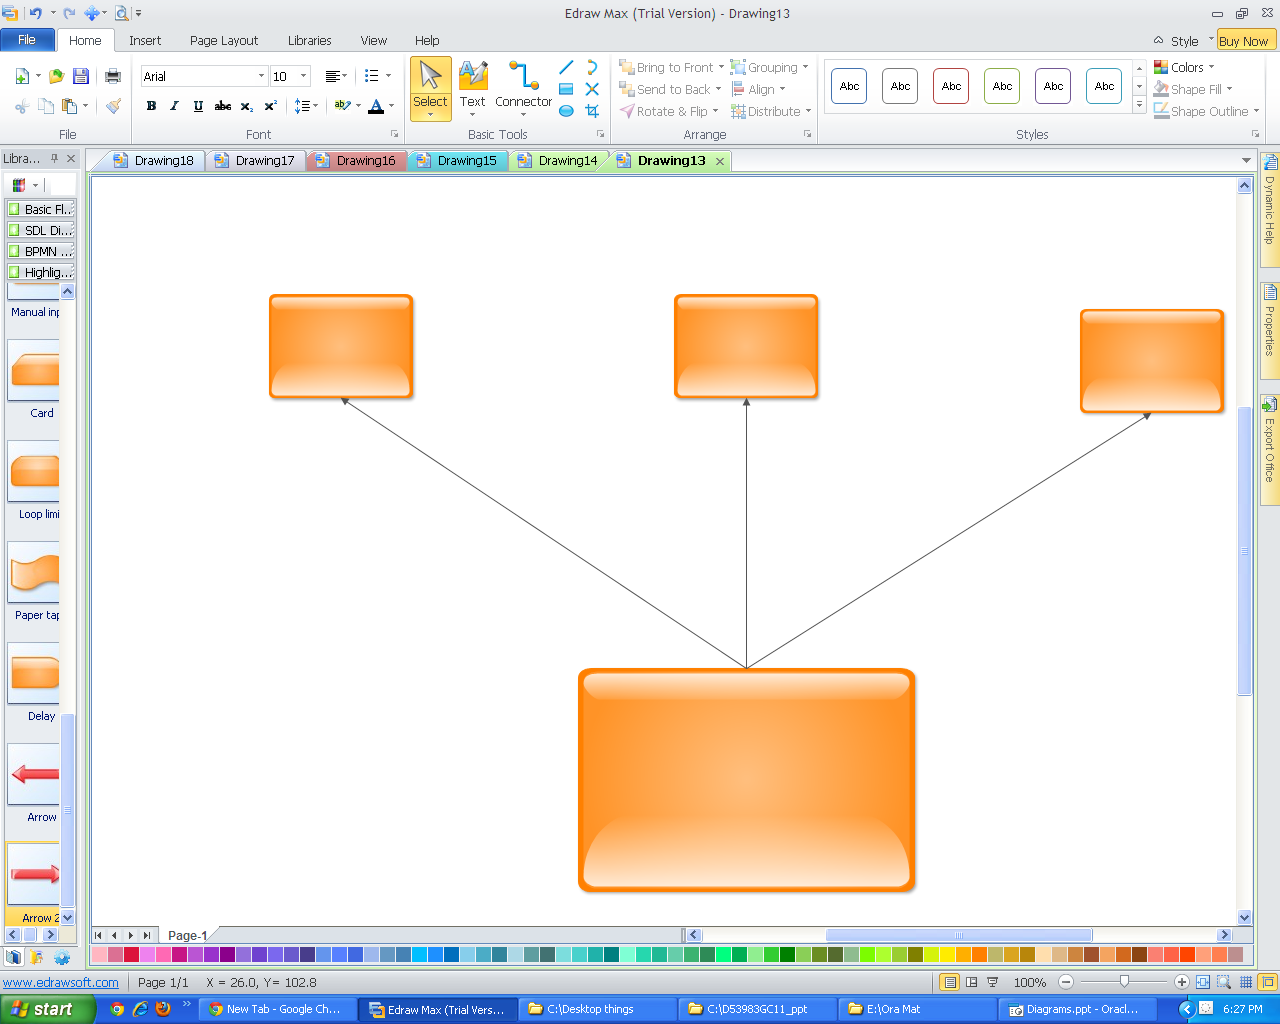 Edraw Max (Trial Version) - Drawing13
File Home Insert Page Layout Libraries View Help Style Buy Now
Arial 10 Select Text Connector Bring to Front Grouping Abc Abc Abc Abc Abc Abc Colors
Send to Back Align Shape Fill
B I U abc x₂ x² aby A Rotate & Flip Distribute Shape Outline
File Font Basic Tools Arrange Styles
Libra... Drawing18 Drawing17 Drawing16 Drawing15 Drawing14 Drawing13
Basic Fl...
SDL Di...
BPMN ...
Highlig...
Manual inp
Card
Loop limi
Paper tap
Delay
Arrow
Arrow 2
Dynamic Help
Properties
Export Office
Page-1
www.edrawsoft.com Page 1/1 X = 26.0, Y= 102.8 100%
start New Tab - Google Ch... Edraw Max (Trial Vers... C:\Desktop things C:\D53983GC11_ppt E:\Ora Mat Diagrams.ppt - Oracl... 6:27 PM